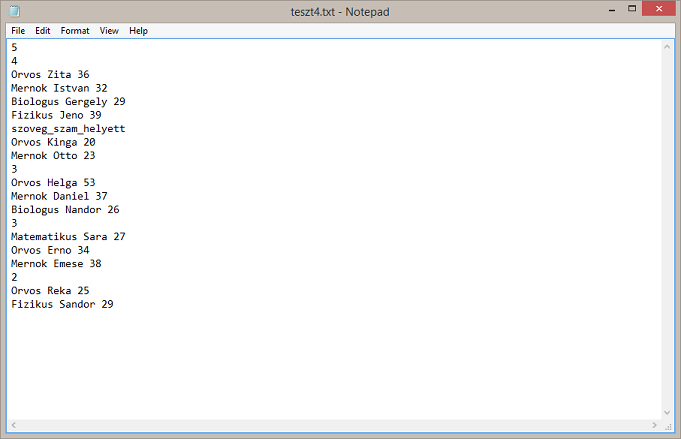 teszt4.txt - Notepad
File Edit Format View Help
5
4
Orvos Zita 36
Mernok Istvan 32
Biologus Gergely 29
Fizikus Jeno 39
szoveg_szam_helyett
Orvos Kinga 20
Mernok Otto 23
3
Orvos Helga 53
Mernok Daniel 37
Biologus Nandor 26
3
Matematikus Sara 27
Orvos Erno 34
Mernok Emese 38
2
Orvos Reka 25
Fizikus Sandor 29